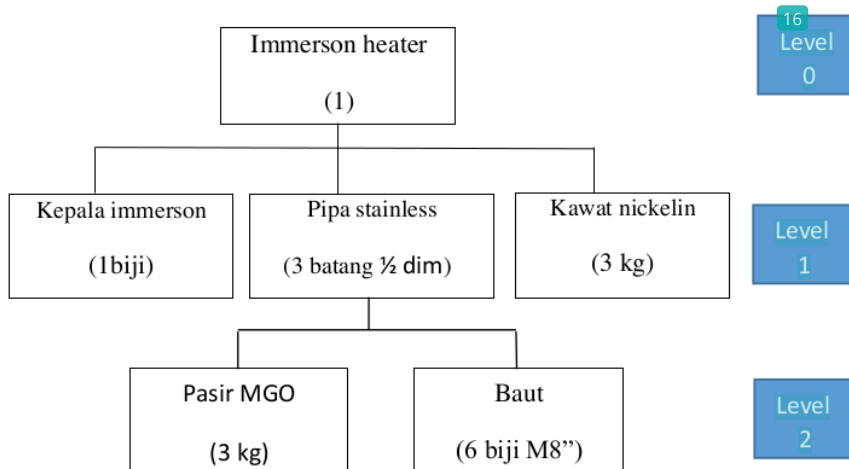 16
Immerson heater
(1)
Level
0
Kepala immerson
(1biji)
Pipa stainless
(3 batang ½ dim)
Kawat nickelin
(3 kg)
Level
1
Pasir MGO
(3 kg)
Baut
(6 biji M8”)
Level
2